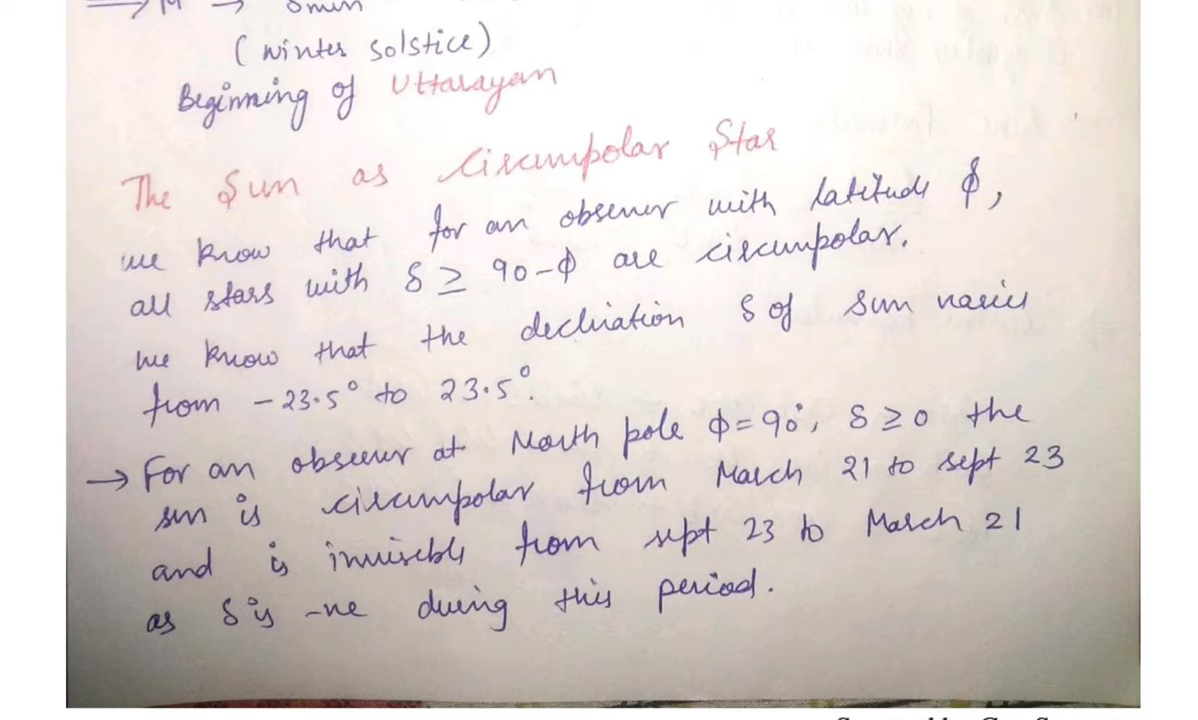 → M → δmin
(winter solstice)
Beginning of Uttarayan
The Sun as Circumpolar Star
we know that for an observer with latitude ϕ,
all stars with δ ≥ 90-ϕ are circumpolar.
we know that the declination δ of sun varies
from -23.5° to 23.5°.
→ For an observer at North pole ϕ=90°, δ≥0 the
sun is circumpolar from March 21 to sept 23
and is invisible from sept 23 to March 21
as δ is -ve during this period.